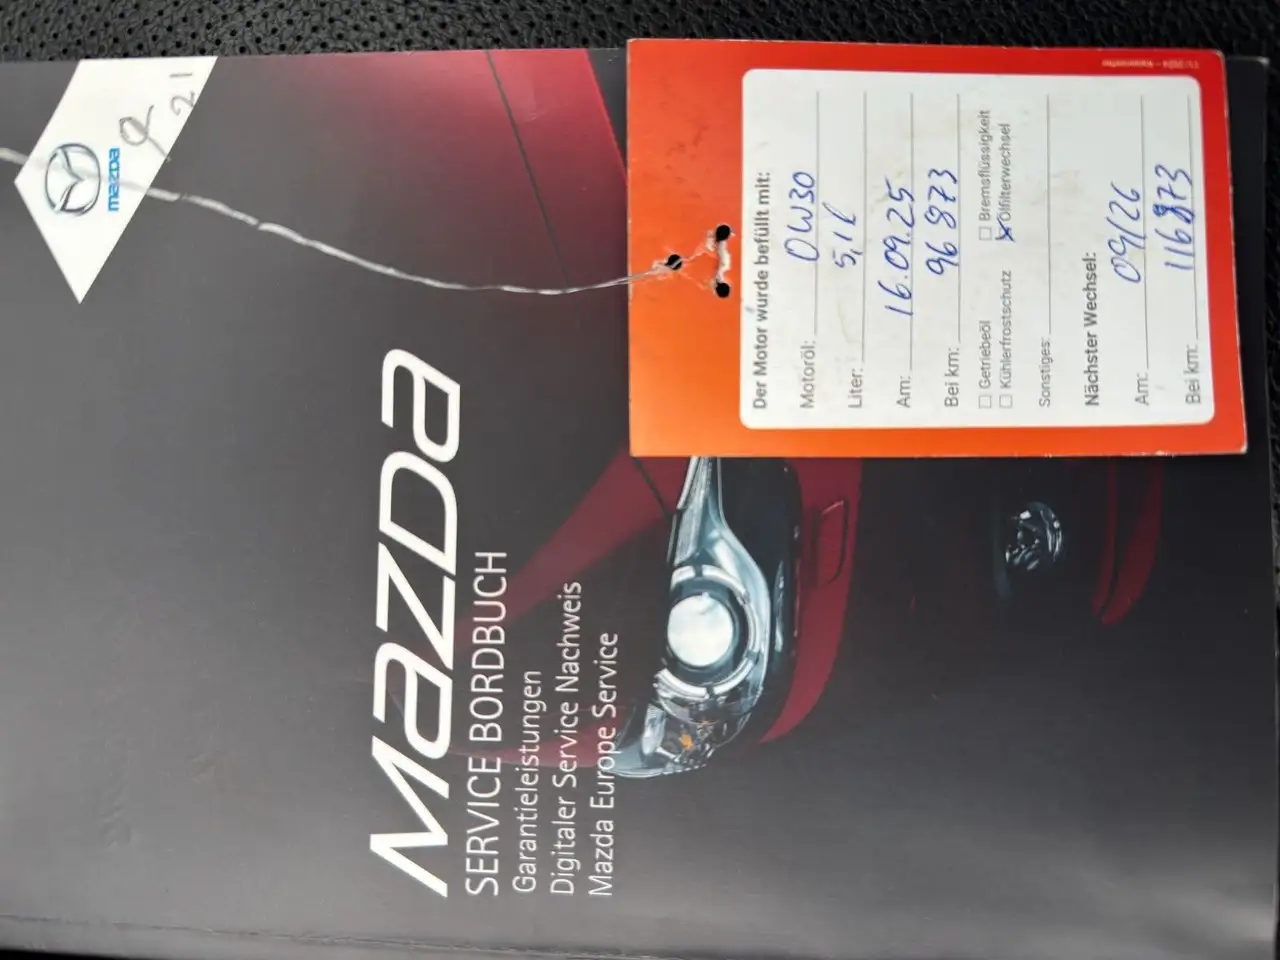 mazda
21
mazda
SERVICE BORDBUCH
Garantieleistungen
Digitaler Service Nachweis
Mazda Europe Service
Der Motor wurde befüllt mit:
Motoröl: 0W30
Liter: 5,1 l
Am: 16.09.25
Bei km: 96 873
☐ Getriebeöl ☐ Bremsflüssigkeit
☐ Kühlerfrostschutz ☒ Ölfilterwechsel
Sonstiges:
Nächster Wechsel:
Am: 09/26
Bei km: 116873